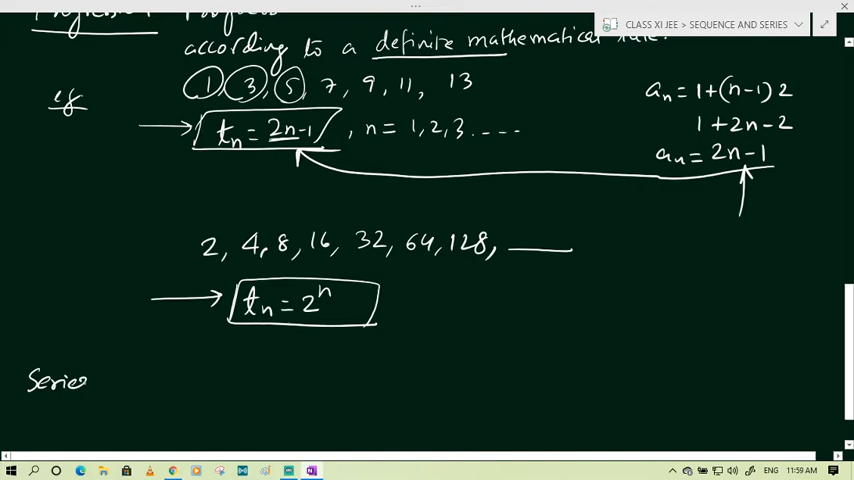 CLASS XI JEE > SEQUENCE AND SERIES
according to a definite mathematical rule.
eg 1, 3, 5, 7, 9, 11, 13
tn = 2n-1, n = 1,2,3.....
an = 1+(n-1)2
1+2n-2
an = 2n-1
2, 4, 8, 16, 32, 64, 128,
tn = 2^n
Series
ENG 11:59 AM